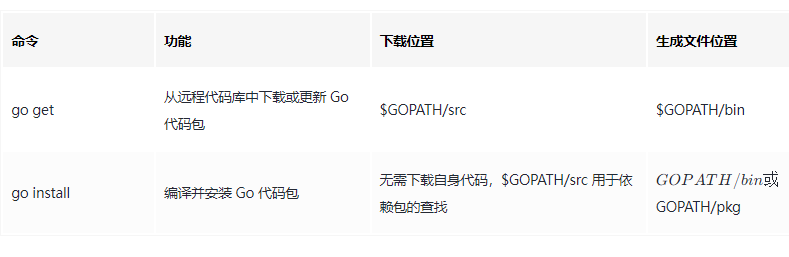 命令 功能 下载位置 生成文件位置
go get 从远程代码库中下载或更新 Go
代码包 $GOPATH/src $GOPATH/bin
go install 编译并安装 Go 代码包 无需下载自身代码，$GOPATH/src 用于依
赖包的查找 GOPATH/bin或
GOPATH/pkg